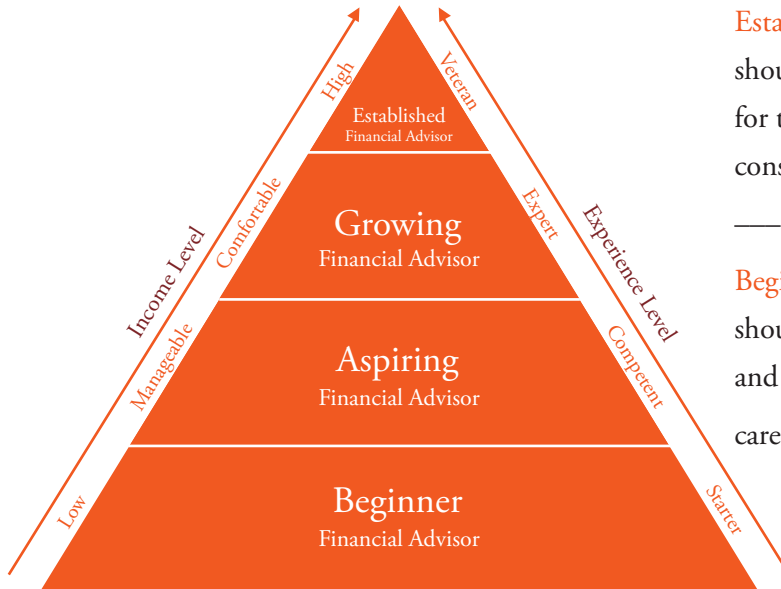 High
Veteran
Established
Financial Advisor
Comfortable
Expert
Growing
Financial Advisor
Income Level
Experience Level
Manageable
Competent
Aspiring
Financial Advisor
Low
Starter
Beginner
Financial Advisor
Esta
shou
for t
cons
Begi
shou
and
care